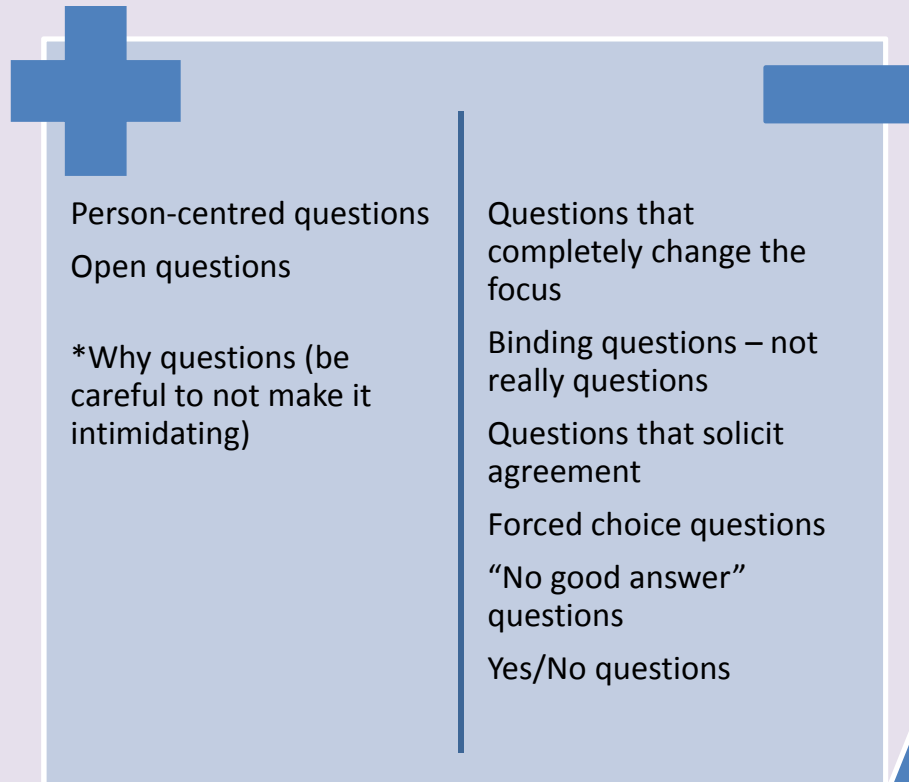 Person-centred questions
Open questions
*Why questions (be
careful to not make it
intimidating)
Questions that
completely change the
focus
Binding questions – not
really questions
Questions that solicit
agreement
Forced choice questions
“No good answer”
questions
Yes/No questions